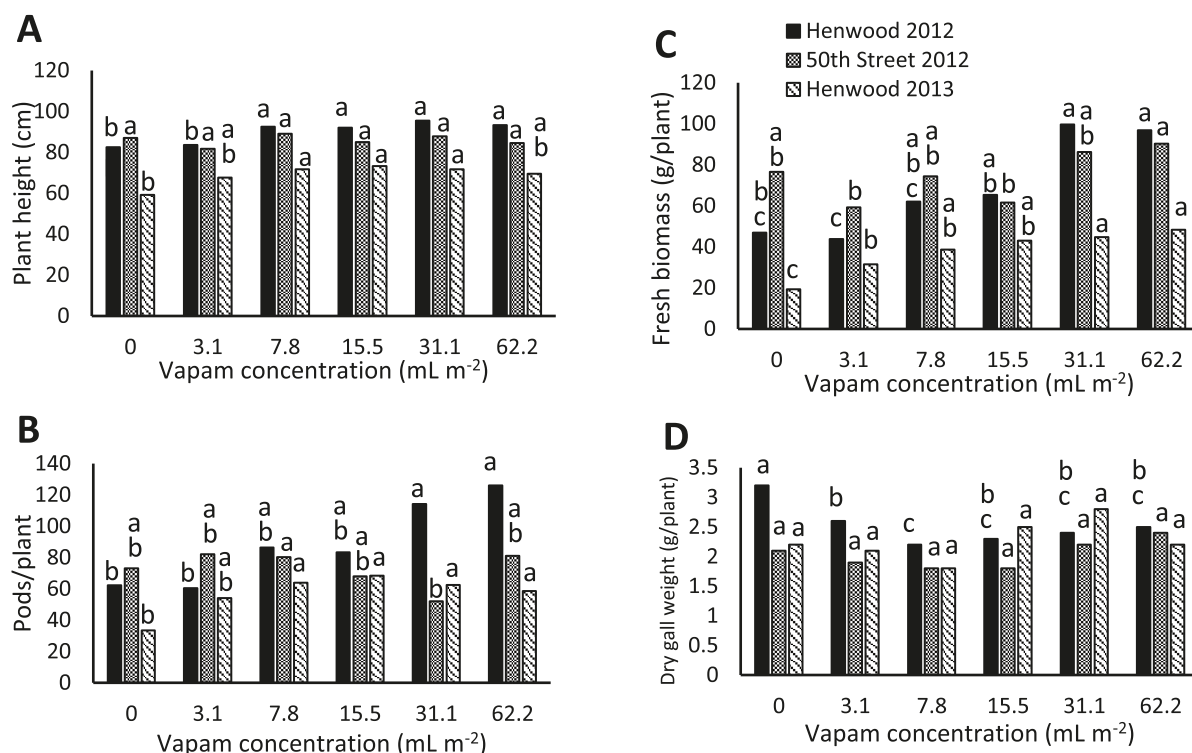 A
120
100
80
60
40
20
0
Plant height (cm)
b a b b a a b a a a a a a a a a a a a b
0 3.1 7.8 15.5 31.1 62.2
Vapam concentration (mL m-2)
C
Henwood 2012
50th Street 2012
Henwood 2013
120
100
80
60
40
20
0
Fresh biomass (g/plant)
b c a b c c b b a b c a b a b a b b a b a a b a a a a
0 3.1 7.8 15.5 31.1 62.2
Vapam concentration (mL m-2)
B
140
120
100
80
60
40
20
0
Pods/plant
b a b b b a b a b a b a a a b a b a a b a a a b a
0 3.1 7.8 15.5 31.1 62.2
Vapam concentration (mL m-2)
D
3.5
3
2.5
2
1.5
1
0.5
0
Dry gall weight (g/plant)
a a a b a a c a a b c a a b c a a b c a a
0 3.1 7.8 15.5 31.1 62.2
Vapam concentration (mL m-2)